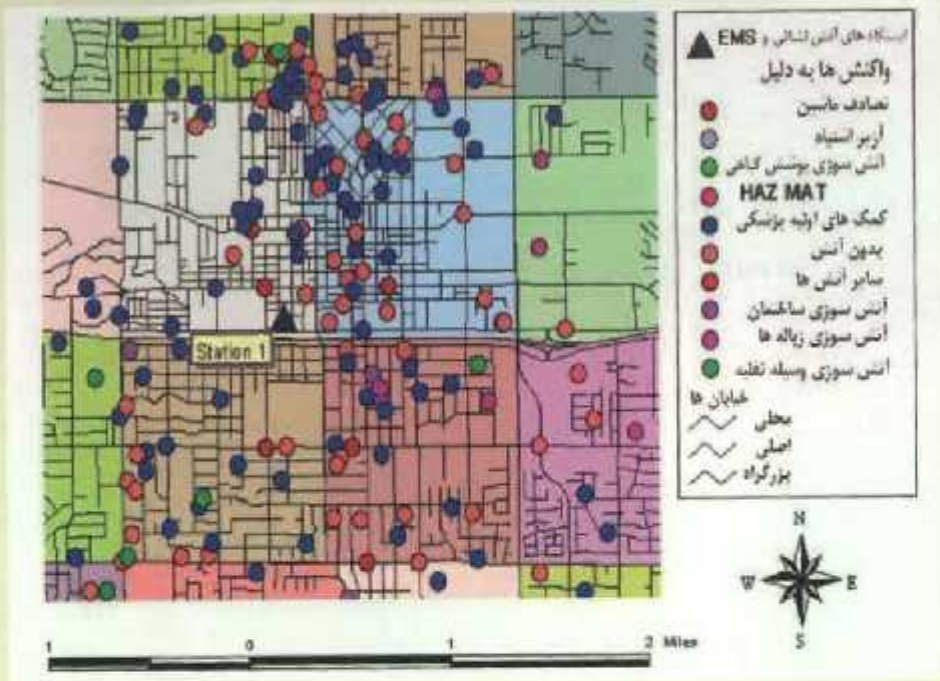 ایستگاه های آتش نشانی و EMS
واکنش ها به دلیل
تصادف ماشین
آژیر اشتباه
آتش سوزی پوشش گیاهی
HAZ MAT
کمک های اولیه پزشکی
بدون آتش
سایر آتش ها
آتش سوزی ساختمان
آتش سوزی زباله ها
آتش سوزی وسیله نقلیه
خیابان ها
محلی
اصلی
بزرگراه
Station 1
N
W E
S
1 0 1 2 Miles